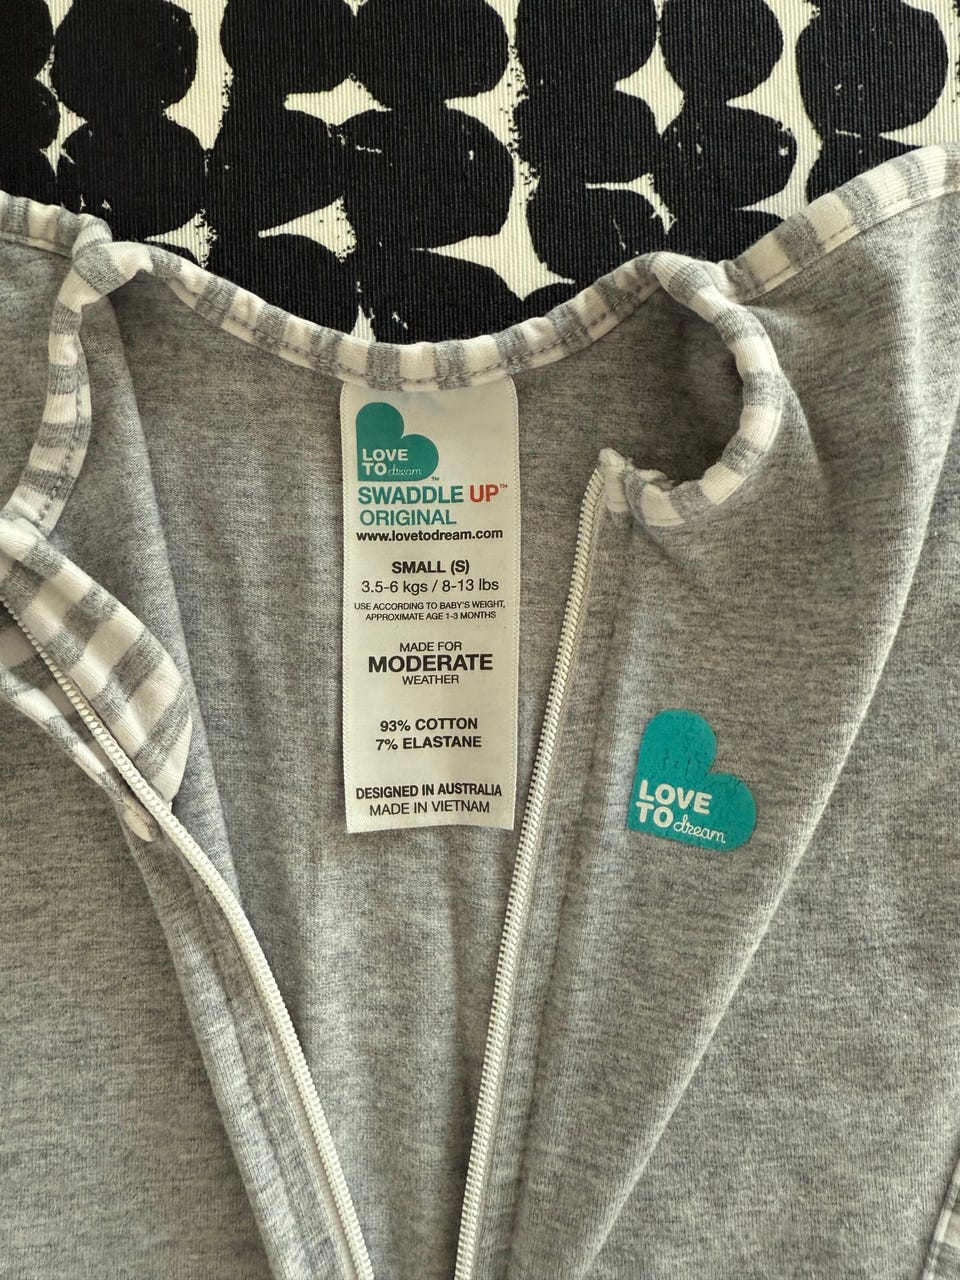 LOVE
TO dream™
SWADDLE UP™
ORIGINAL
www.lovetodream.com
SMALL (S)
3.5-6 kgs / 8-13 lbs
USE ACCORDING TO BABY'S WEIGHT,
APPROXIMATE AGE 1-3 MONTHS
MADE FOR
MODERATE
WEATHER
93% COTTON
7% ELASTANE
DESIGNED IN AUSTRALIA
MADE IN VIETNAM
LOVE
TO dream